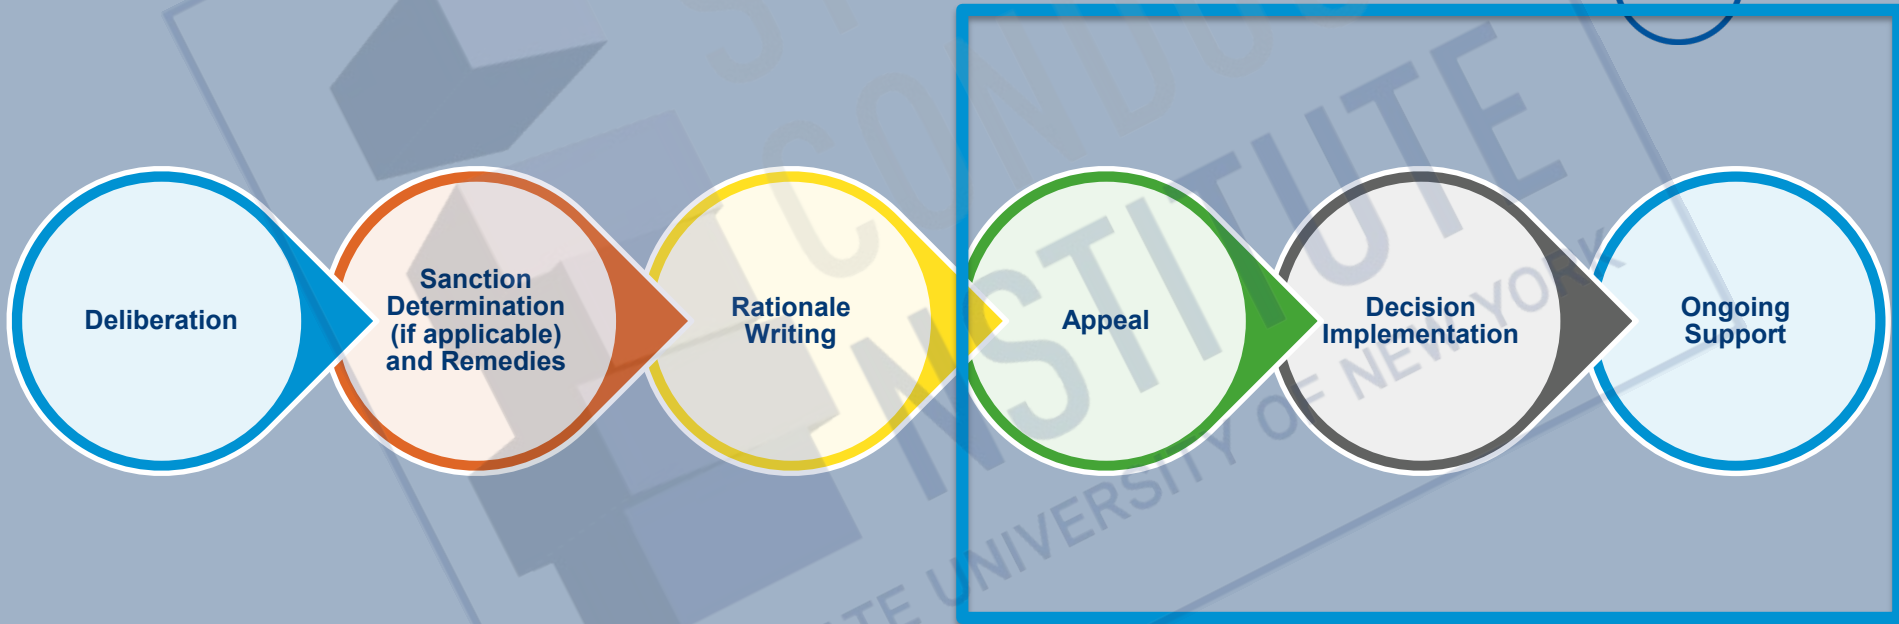 Deliberation
Sanction
Determination
(if applicable)
and Remedies
Rationale
Writing
Appeal
Decision
Implementation
Ongoing
Support
INSTITUTE
UNIVERSITY OF NEW YORK